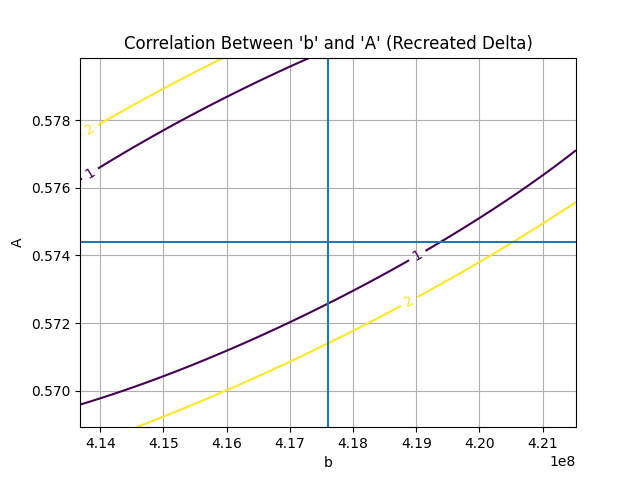 Correlation Between 'b' and 'A' (Recreated Delta)
A
0.578
0.576
0.574
0.572
0.570
2
1
1
2
4.14 4.15 4.16 4.17 4.18 4.19 4.20 4.21
b
1e8